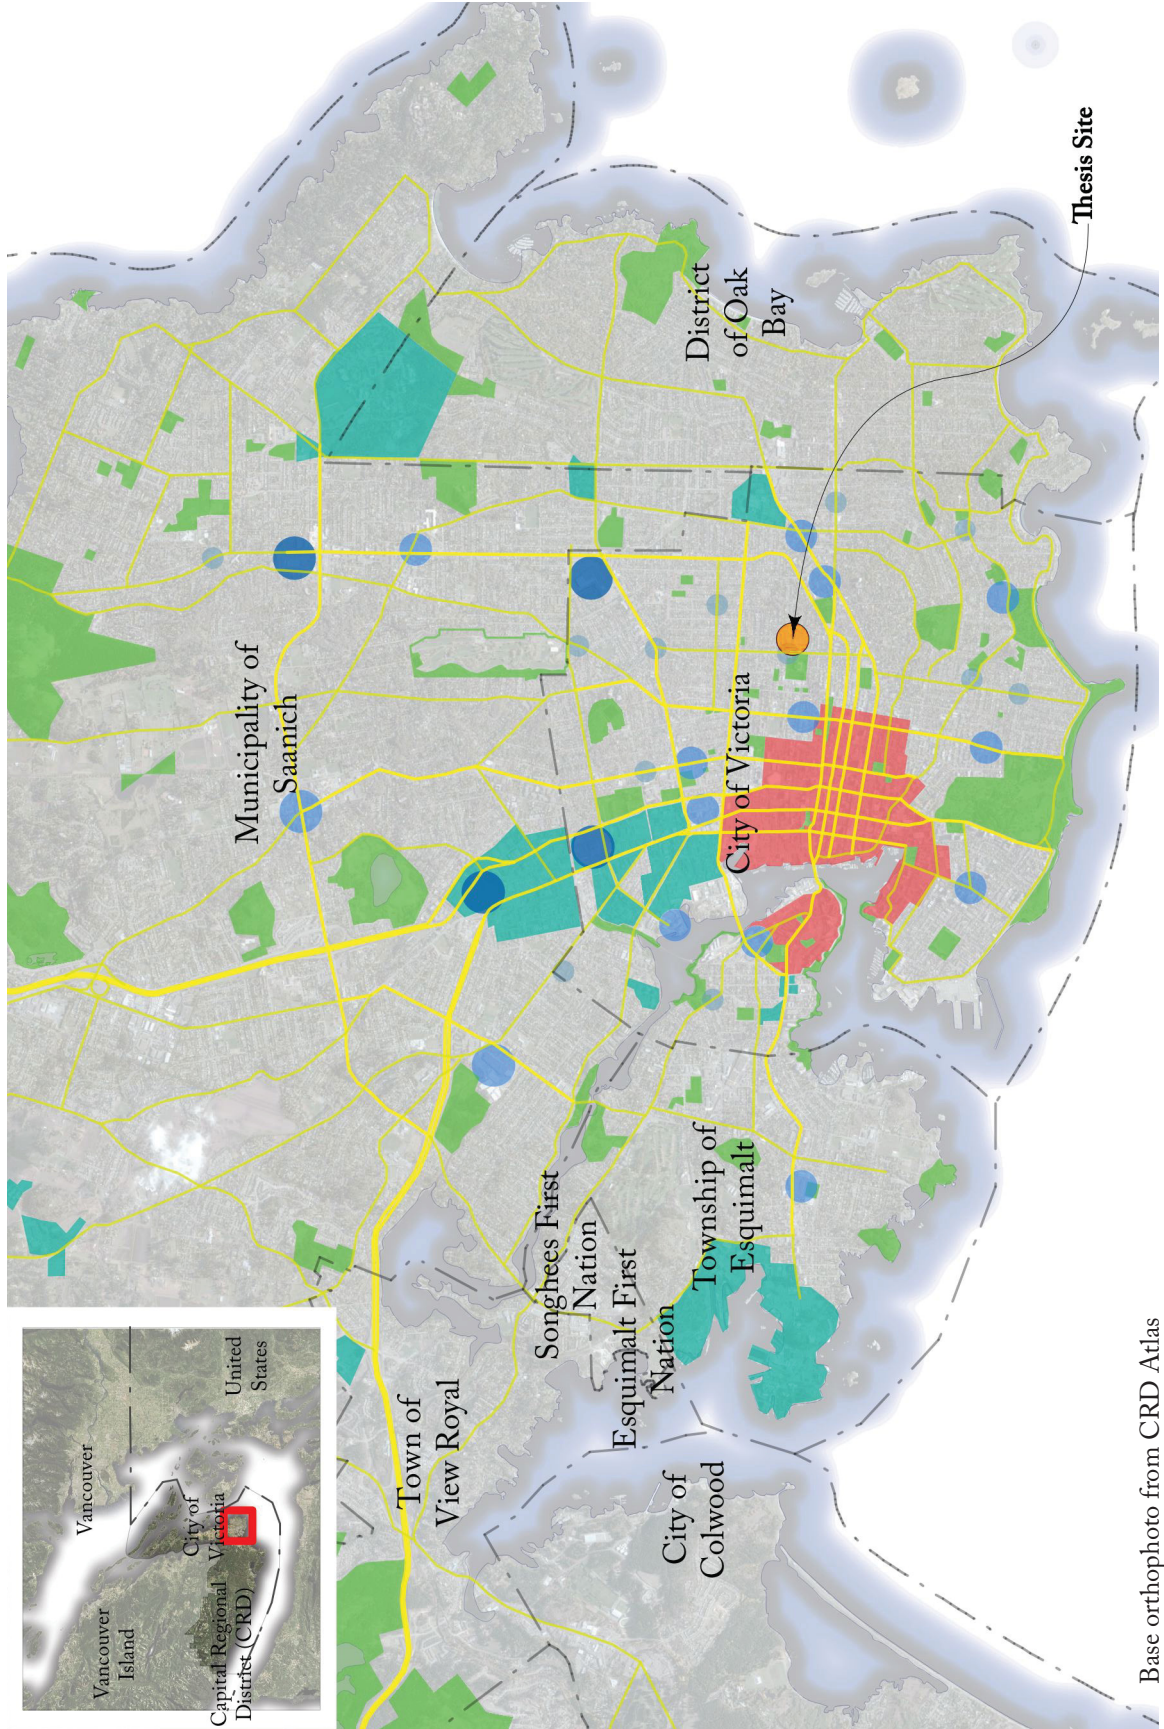 Vancouver
Vancouver
Island
City of
Victoria
Capital Regional
District (CRD)
United
States
Municipality of
Saanich
Town of
View Royal
Songhees First
Nation
Esquimalt First
Nation
Township of
Esquimalt
City of
Colwood
City of Victoria
District
of Oak
Bay
Thesis Site
Base orthophoto from CRD Atlas